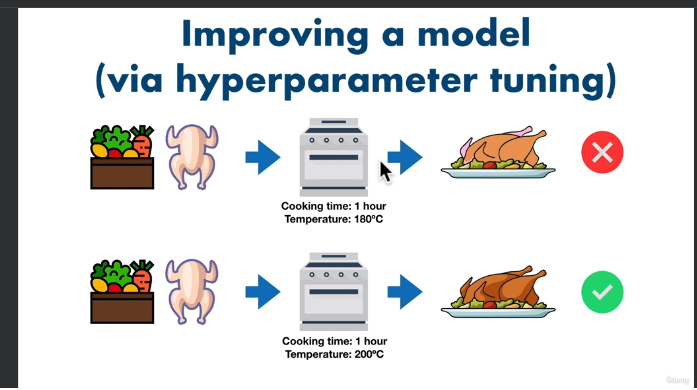 Improving a model
(via hyperparameter tuning)
Cooking time: 1 hour
Temperature: 180ºC
Cooking time: 1 hour
Temperature: 200ºC